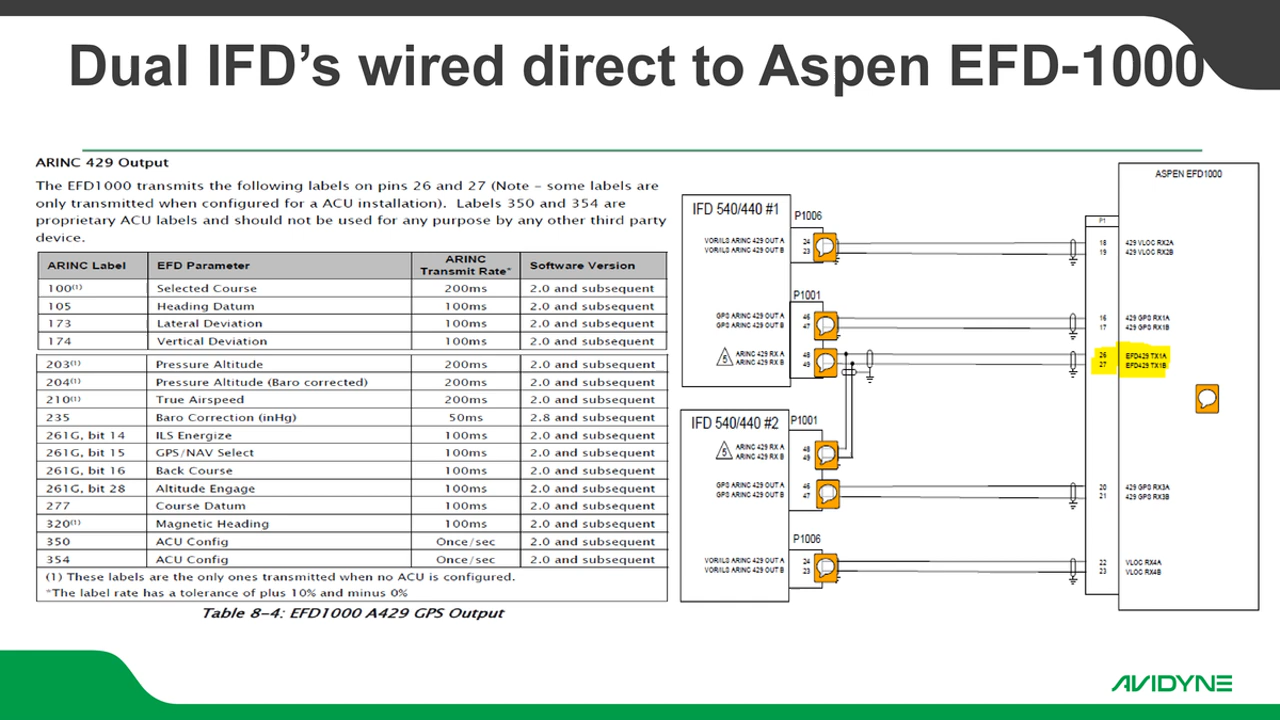 Dual IFD’s wired direct to Aspen EFD-1000
ARINC 429 Output
The EFD1000 transmits the following labels on pins 26 and 27 (Note – some labels are
only transmitted when configured for a ACU installation). Labels 350 and 354 are
proprietary ACU labels and should not be used for any purpose by any other third party
device.
ARINC Label EFD Parameter ARINC Transmit Rate* Software Version
100(1) Selected Course 200ms 2.0 and subsequent
105 Heading Datum 100ms 2.0 and subsequent
173 Lateral Deviation 100ms 2.0 and subsequent
174 Vertical Deviation 100ms 2.0 and subsequent
203(1) Pressure Altitude 200ms 2.0 and subsequent
204(1) Pressure Altitude (Baro corrected) 200ms 2.0 and subsequent
210(1) True Airspeed 200ms 2.0 and subsequent
235 Baro Correction (inHg) 50ms 2.8 and subsequent
261G, bit 14 ILS Energize 100ms 2.0 and subsequent
261G, bit 15 GPS/NAV Select 100ms 2.0 and subsequent
261G, bit 16 Back Course 100ms 2.0 and subsequent
261G, bit 28 Altitude Engage 100ms 2.0 and subsequent
277 Course Datum 100ms 2.0 and subsequent
320(1) Magnetic Heading 100ms 2.0 and subsequent
350 ACU Config Once/sec 2.0 and subsequent
354 ACU Config Once/sec 2.0 and subsequent
(1) These labels are the only ones transmitted when no ACU is configured.
*The label rate has a tolerance of plus 10% and minus 0%
Table 8-4: EFD1000 A429 GPS Output
ASPEN EFD1000
P1
IFD 540/440 #1
P1006
VOR/ILS ARINC 429 OUT A 24 18 429 VLOC RX2A
VOR/ILS ARINC 429 OUT B 23 19 429 VLOC RX2B
P1001
GPS ARINC 429 OUT A 46 16 429 GPS RX1A
GPS ARINC 429 OUT B 47 17 429 GPS RX1B
5
ARINC 429 RX A 48 26 EFD429 TX1A
ARINC 429 RX B 49 27 EFD429 TX1B
IFD 540/440 #2
P1001
5
ARINC 429 RX A 48
ARINC 429 RX B 49
GPS ARINC 429 OUT A 46 20 429 GPS RX3A
GPS ARINC 429 OUT B 47 21 429 GPS RX3B
P1006
VOR/ILS ARINC 429 OUT A 24 22 VLOC RX4A
VOR/ILS ARINC 429 OUT B 23 23 VLOC RX4B
AVIDYNE